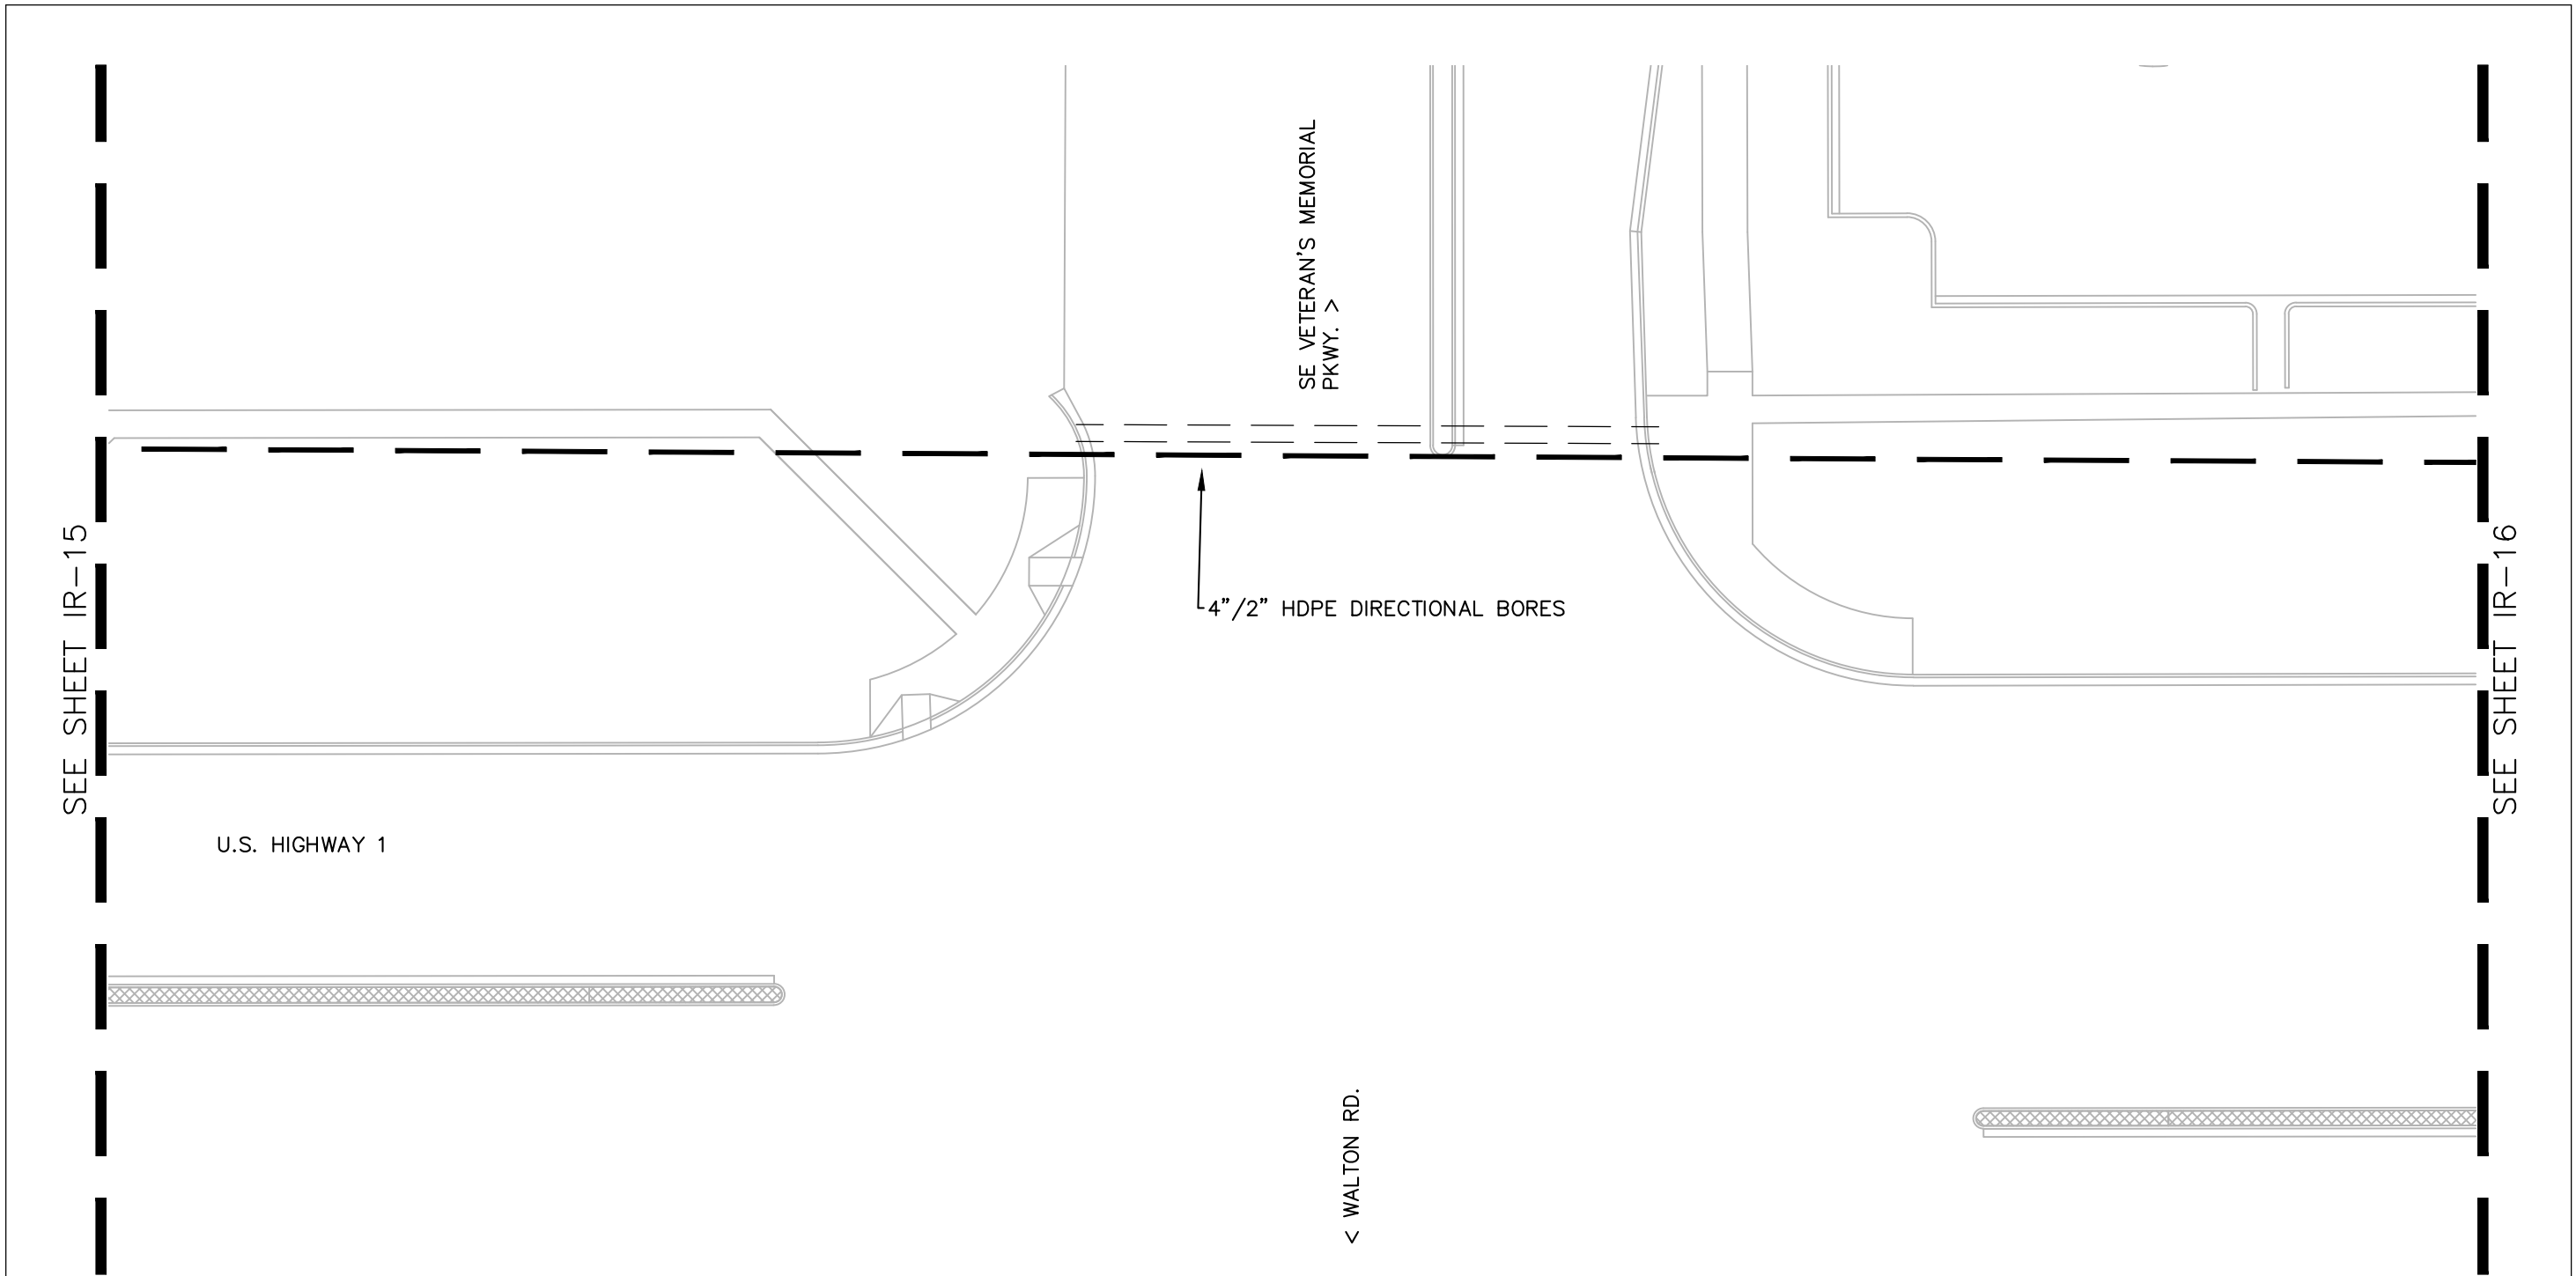 SE VETERAN'S MEMORIAL
PKWY. >
SEE SHEET IR-15
4"/2" HDPE DIRECTIONAL BORES
SEE SHEET IR-16
U.S. HIGHWAY 1
< WALTON RD.